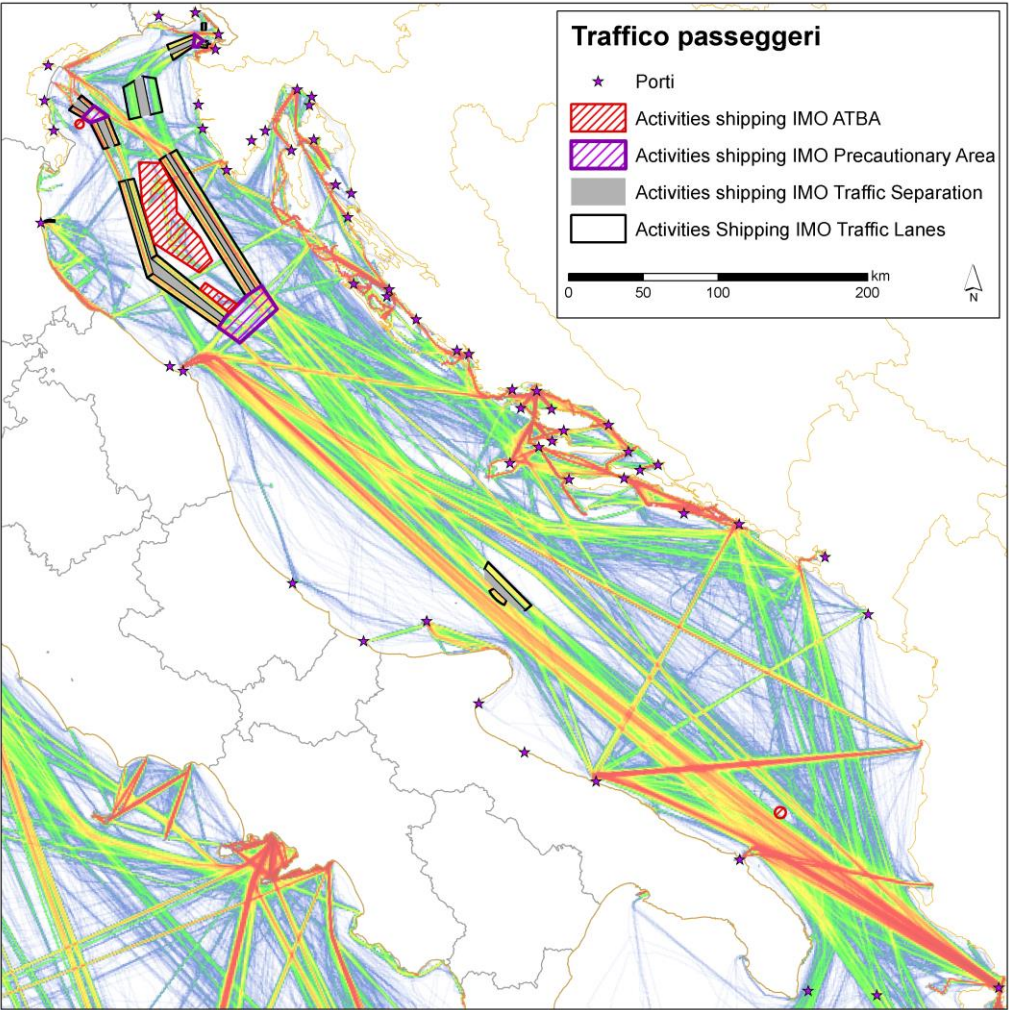 Traffico passeggeri
Porti
Activities shipping IMO ATBA
Activities shipping IMO Precautionary Area
Activities shipping IMO Traffic Separation
Activities Shipping IMO Traffic Lanes
km
0 50 100 200
N